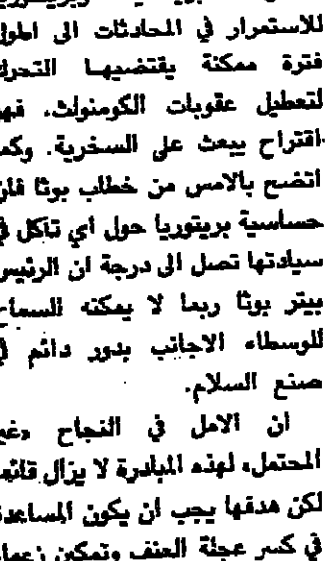 للاستمرار في المحادثات الى اطول
فترة ممكنة يقتضيها التحرك
لتعطيل عقوبات الكومنولث، فهو
اقتراح يبعث على السخرية. وكما
اتضح بالامس من خطاب بوثا فان
حساسية بريتوريا حول أي تآكل في
سيادتها تصل الى درجة ان الرئيس
بيتر بوثا ربما لا يمكنه السماح
للوسطاء الاجانب بدور دائم في
صنع السلام.
ان الامل في النجاح «غير
المحتمل» لهذه المبادرة لا يزال قائما
لكن هدفها يجب ان يكون المساعدة
في كسر عجلة العنف وتمكين زعماء